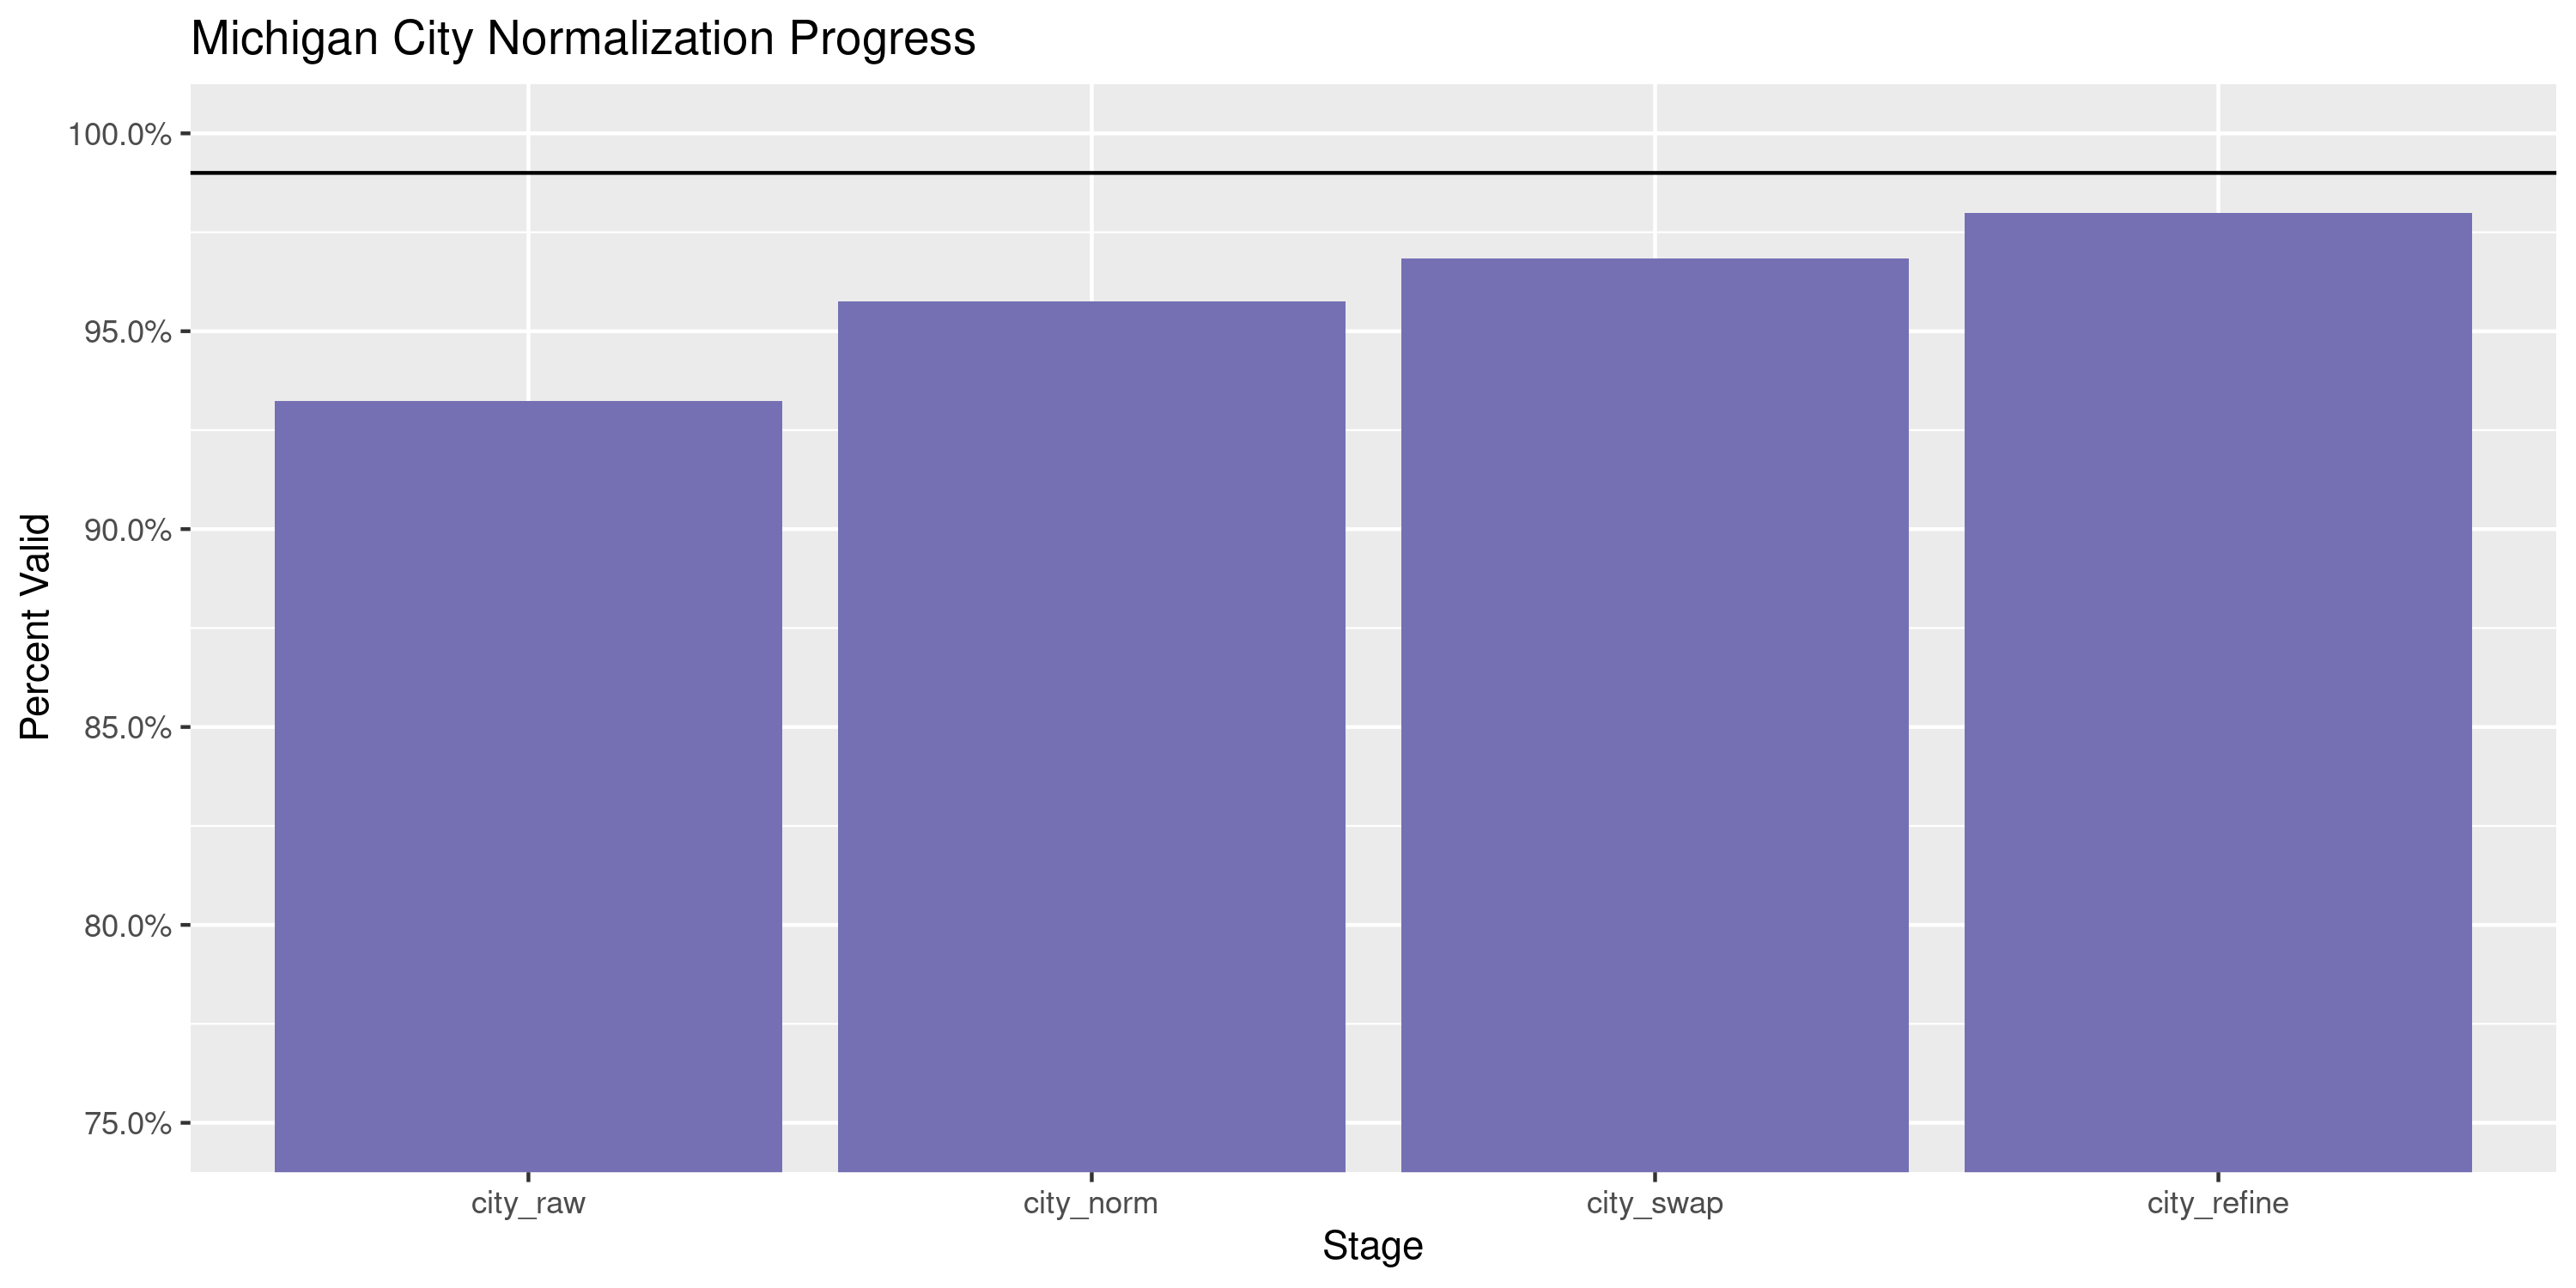 Michigan City Normalization Progress
100.0%
95.0%
90.0%
85.0%
80.0%
75.0%
Percent Valid
city_raw
city_norm
city_swap
city_refine
Stage